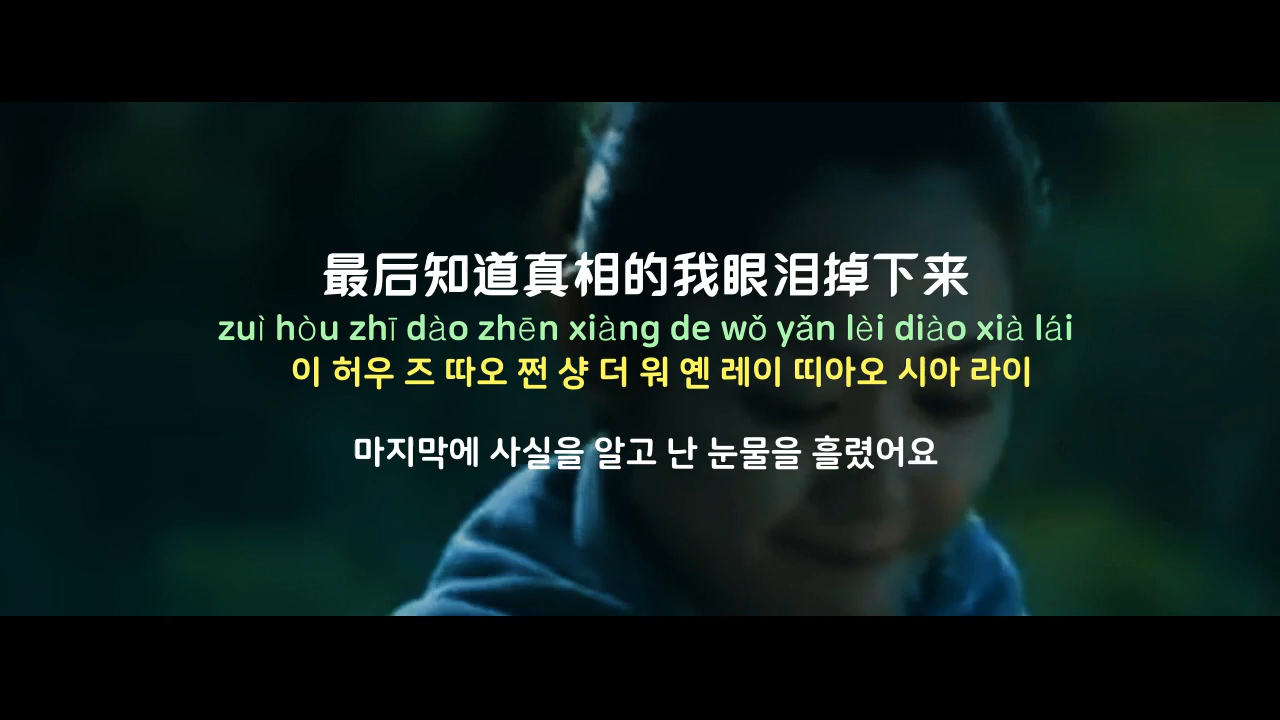 最后知道真相的我眼泪掉下来
zuì hòu zhī dào zhēn xiàng de wǒ yǎn lèi diào xià lái
이 허우 즈 따오 쩐 샹 더 워 옌 레이 띠아오 시아 라이
마지막에 사실을 알고 난 눈물을 흘렸어요